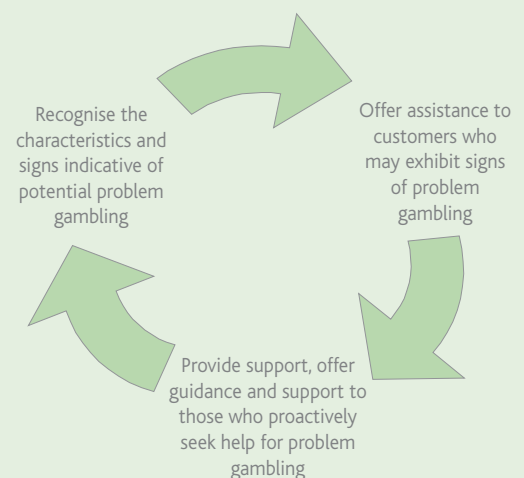 Recognise the
characteristics and
signs indicative of
potential problem
gambling
Offer assistance to
customers who
may exhibit signs
of problem
gambling
Provide support, offer
guidance and support to
those who proactively
seek help for problem
gambling